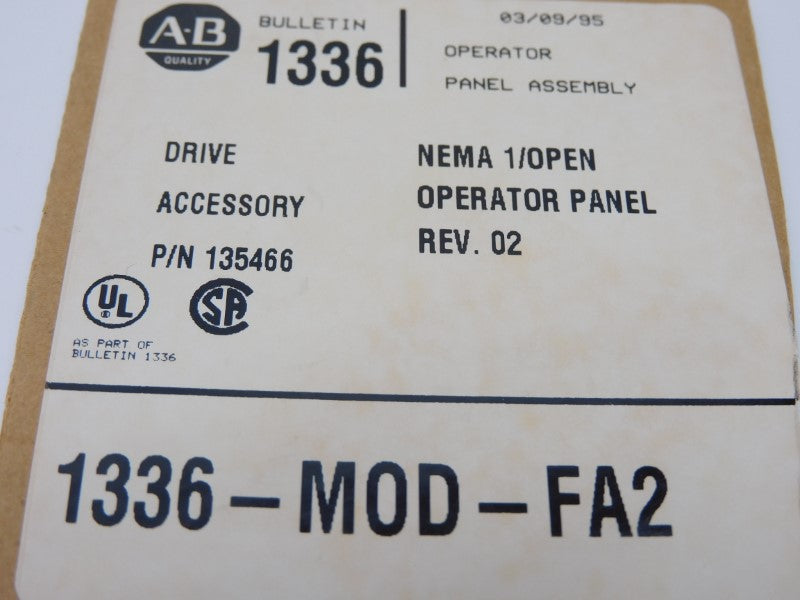 A-B
QUALITY
BULLETIN
1336
03/09/95
OPERATOR
PANEL ASSEMBLY
DRIVE
ACCESSORY
P/N 135466
NEMA 1/OPEN
OPERATOR PANEL
REV. 02
UL
SA
AS PART OF
BULLETIN 1336
1336-MOD-FA2